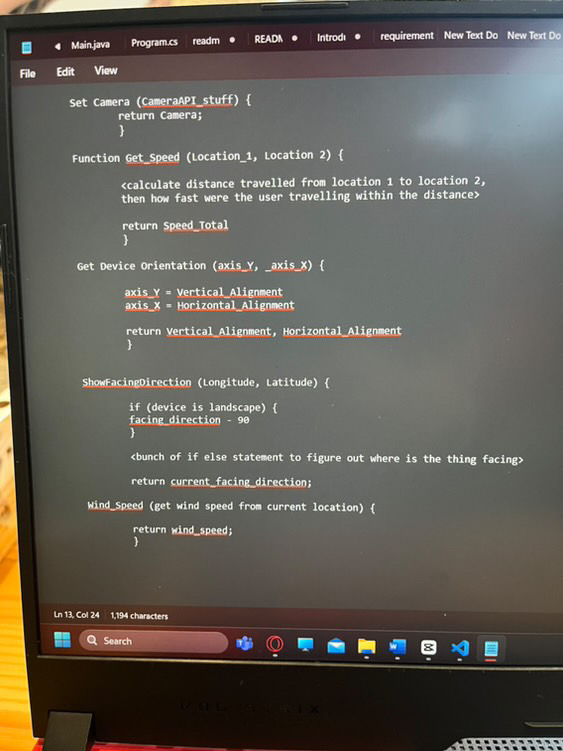 Main.java Program.cs readm READM Introdu requirement New Text Do New Text Do
File Edit View
Set Camera (CameraAPI_stuff) {
return Camera;
}
Function Get_Speed (Location_1, Location 2) {
<calculate distance travelled from location 1 to location 2,
then how fast were the user travelling within the distance>
return Speed_Total
}
Get Device Orientation (axis_Y, _axis_X) {
axis_Y = Vertical_Alignment
axis_X = Horizontal_Alignment
return Vertical_Alignment, Horizontal_Alignment
}
ShowFacingDirection (Longitude, Latitude) {
if (device is landscape) {
facing_direction - 90
}
<bunch of if else statement to figure out where is the thing facing>
return current_facing_direction;
Wind_Speed (get wind speed from current location) {
return wind_speed;
}
Ln 13, Col 24 1,194 characters
Search